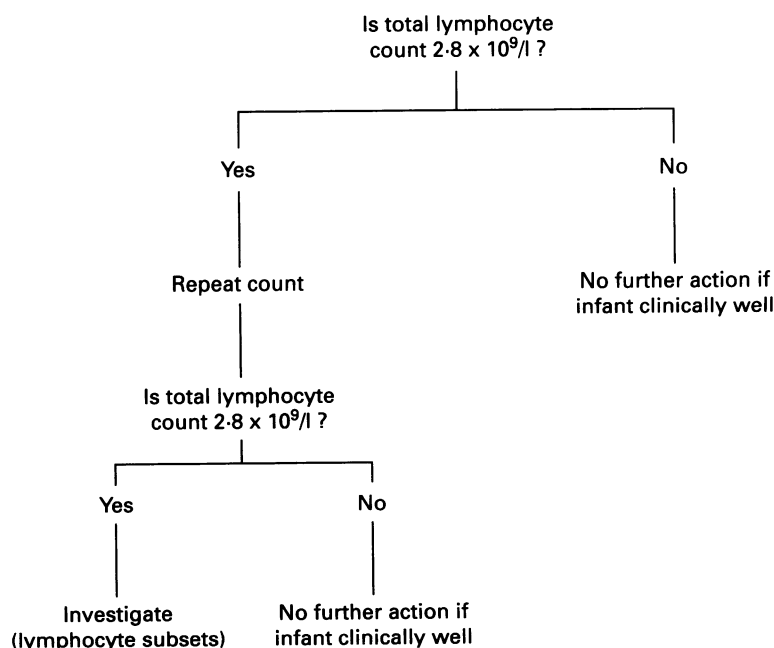 Is total lymphocyte
count 2·8 x 10⁹/l ?
Yes
No
Repeat count
No further action if
infant clinically well
Is total lymphocyte
count 2·8 x 10⁹/l ?
Yes
No
Investigate
(lymphocyte subsets)
No further action if
infant clinically well